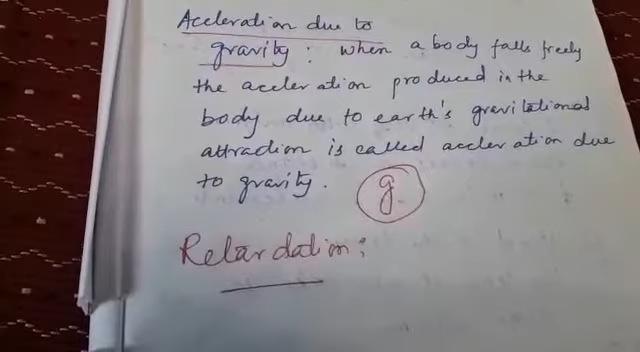 Acceleration due to
gravity: when a body falls freely
the acceleration produced in the
body due to earth's gravitational
attraction is called accleration due
to gravity. g
Retardation: